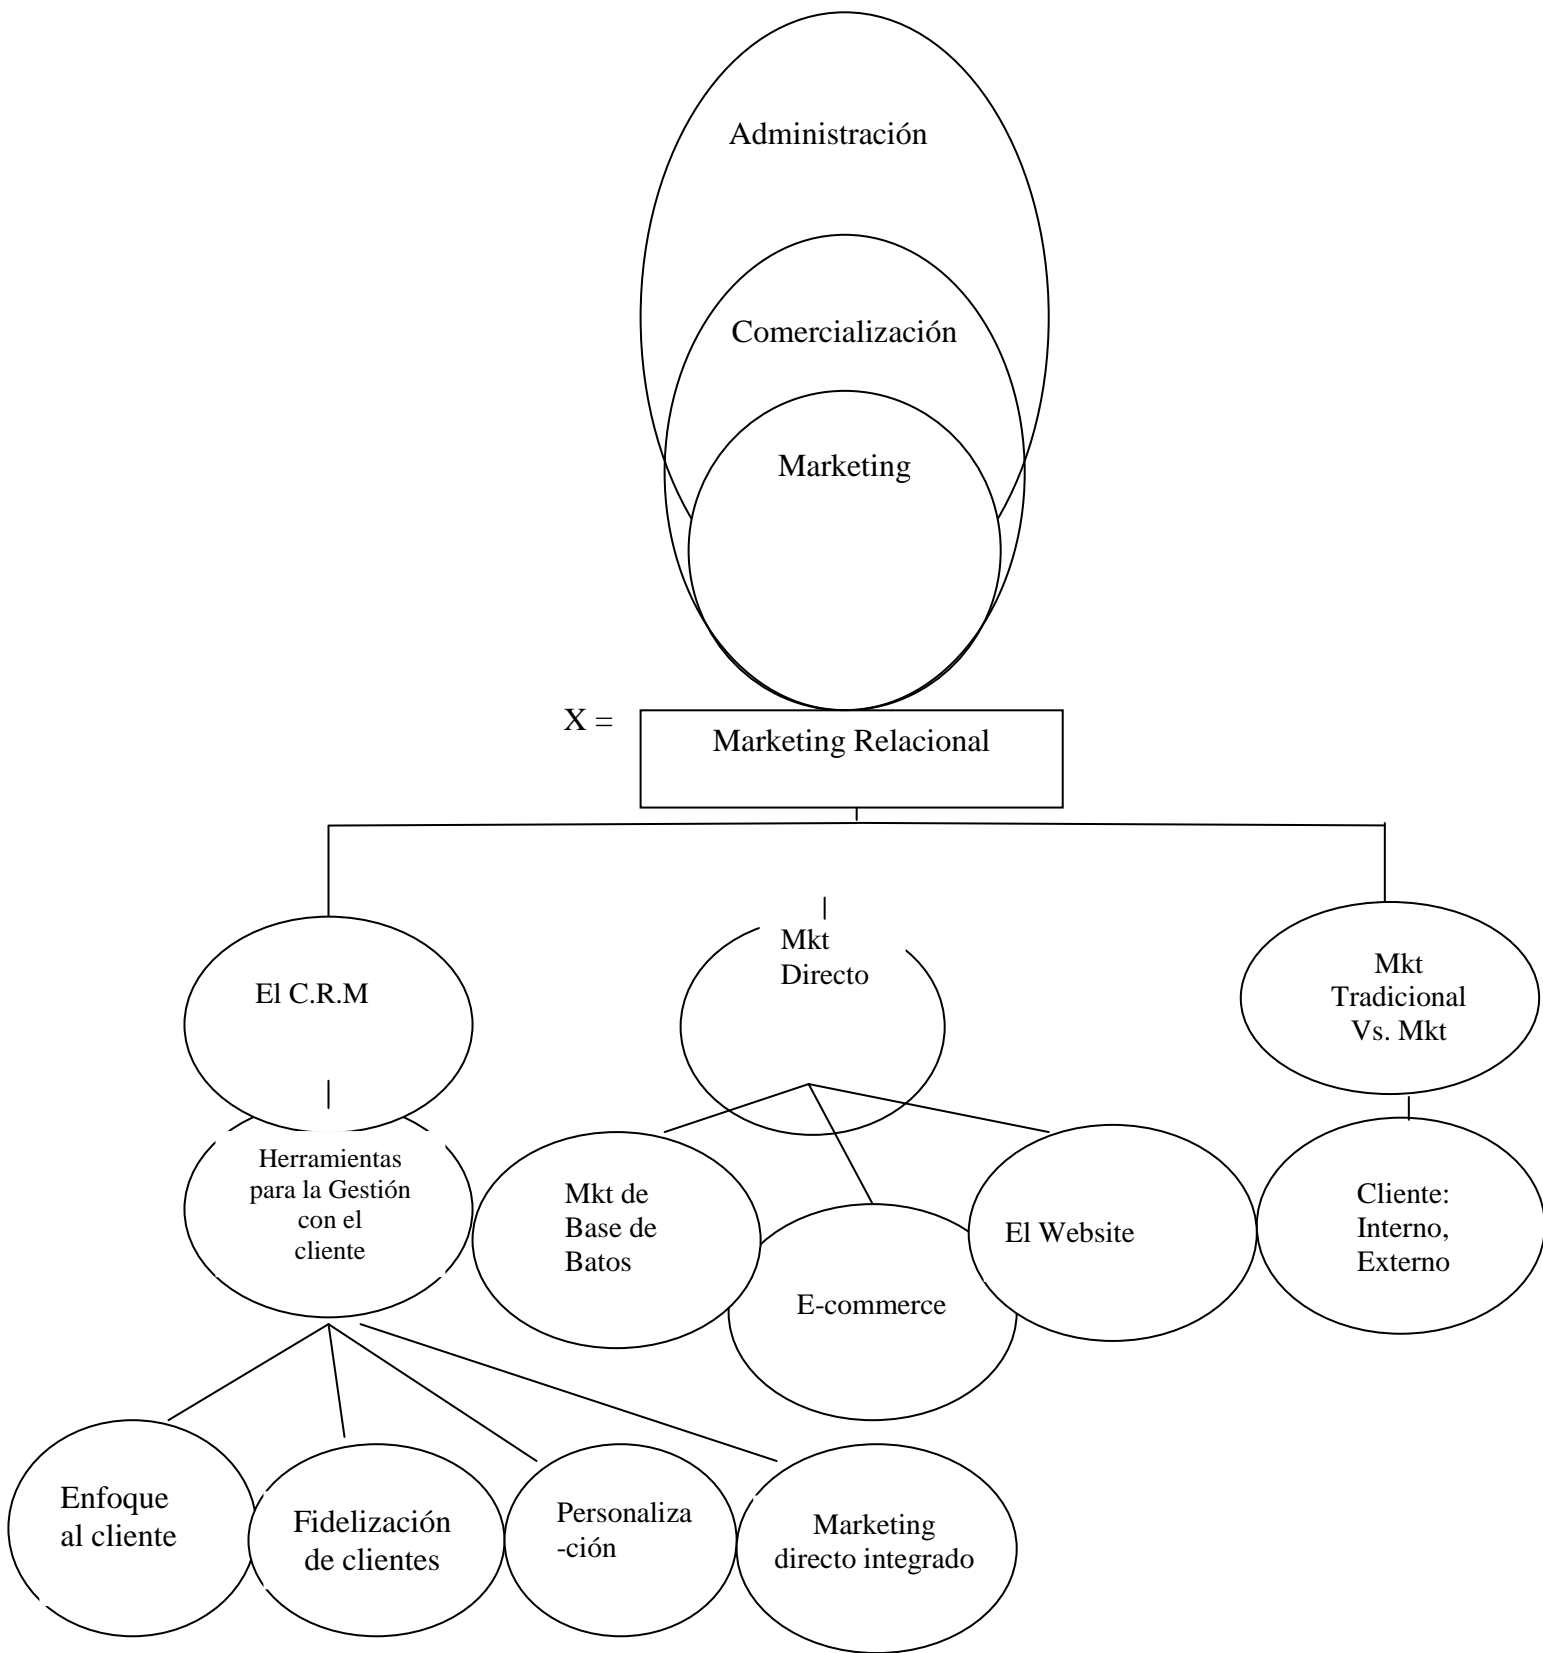 Administración
Comercialización
Marketing
X =
Marketing Relacional
El C.R.M
Mkt
Directo
Mkt
Tradicional
Vs. Mkt
Herramientas
para la Gestión
con el
cliente
Mkt de
Base de
Batos
E-commerce
El Website
Cliente:
Interno,
Externo
Enfoque
al cliente
Fidelización
de clientes
Personaliza
-ción
Marketing
directo integrado